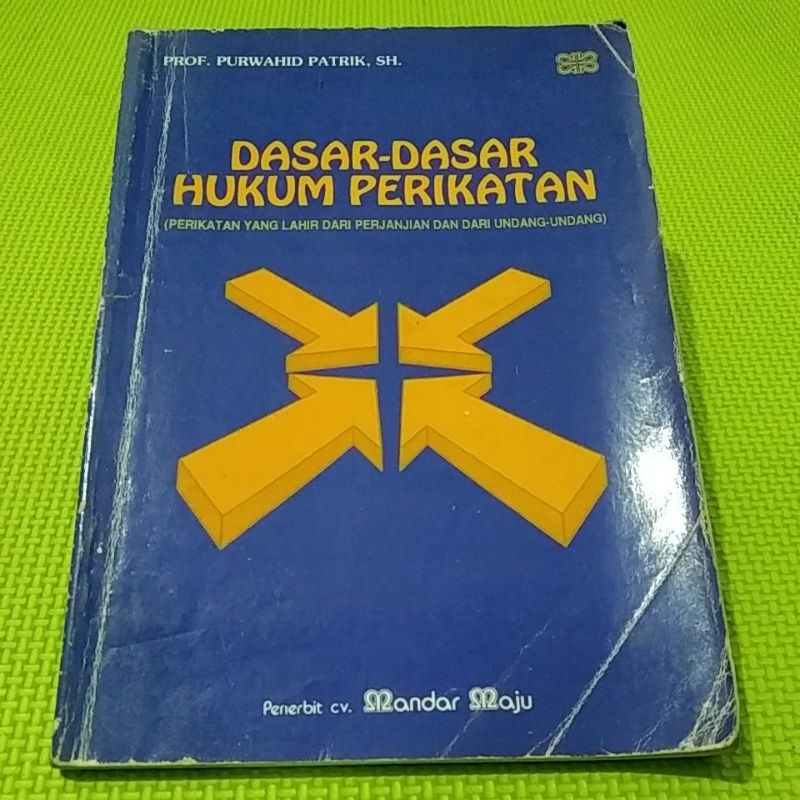 PROF. PURWAHID PATRIK, SH.
DASAR-DASAR
HUKUM PERIKATAN
(PERIKATAN YANG LAHIR DARI PERJANJIAN DAN DARI UNDANG-UNDANG)
Penerbit cv. Mandar Maju